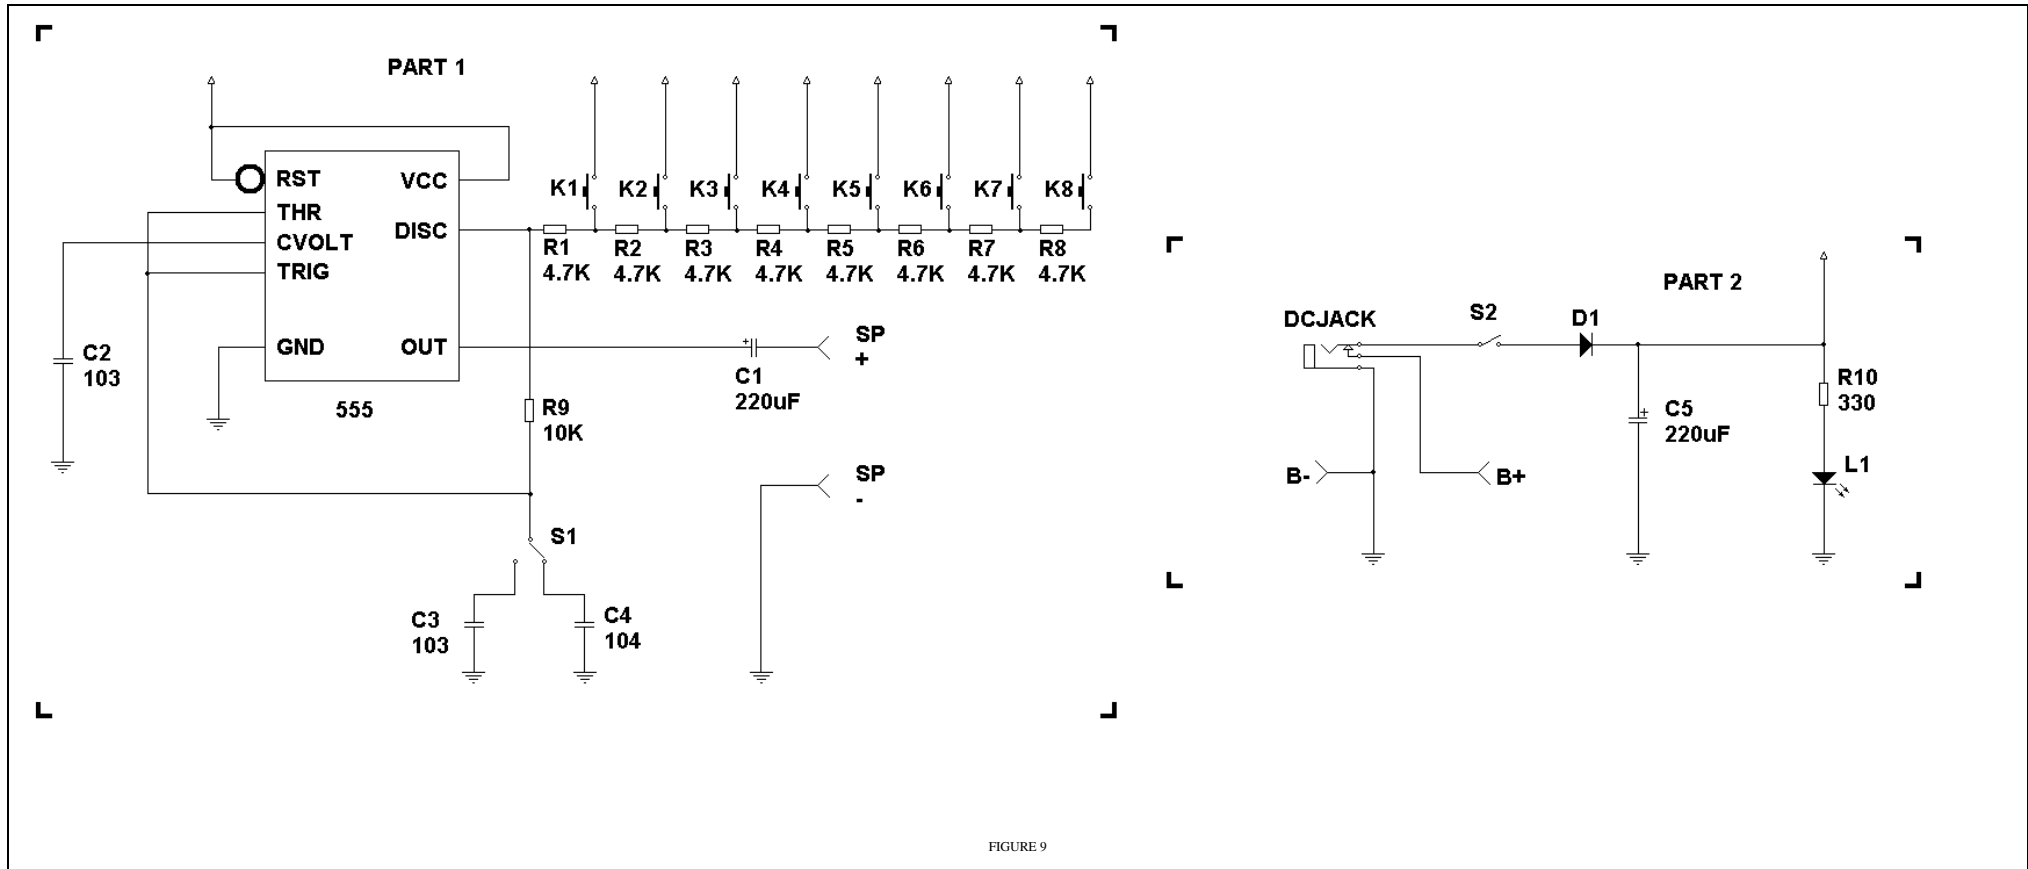 PART 1
RST
VCC
THR
DISC
CVOLT
TRIG
GND
OUT
555
K1
K2
K3
K4
K5
K6
K7
K8
R1
4.7K
R2
4.7K
R3
4.7K
R4
4.7K
R5
4.7K
R6
4.7K
R7
4.7K
R8
4.7K
C2
103
+
C1
220uF
SP
+
R9
10K
SP
-
S1
C3
103
C4
104
PART 2
DCJACK
S2
D1
R10
330
+
C5
220uF
L1
B-
B+
FIGURE 9